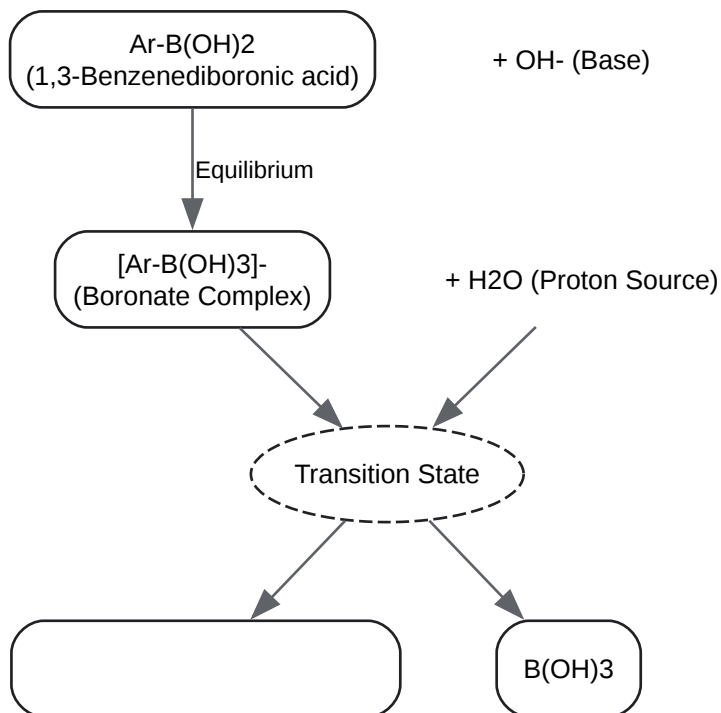 Ar-B(OH)2
(1,3-Benzenediboronic acid)
+ OH- (Base)
Equilibrium
[Ar-B(OH)3]-
(Boronate Complex)
+ H2O (Proton Source)
Transition State
B(OH)3